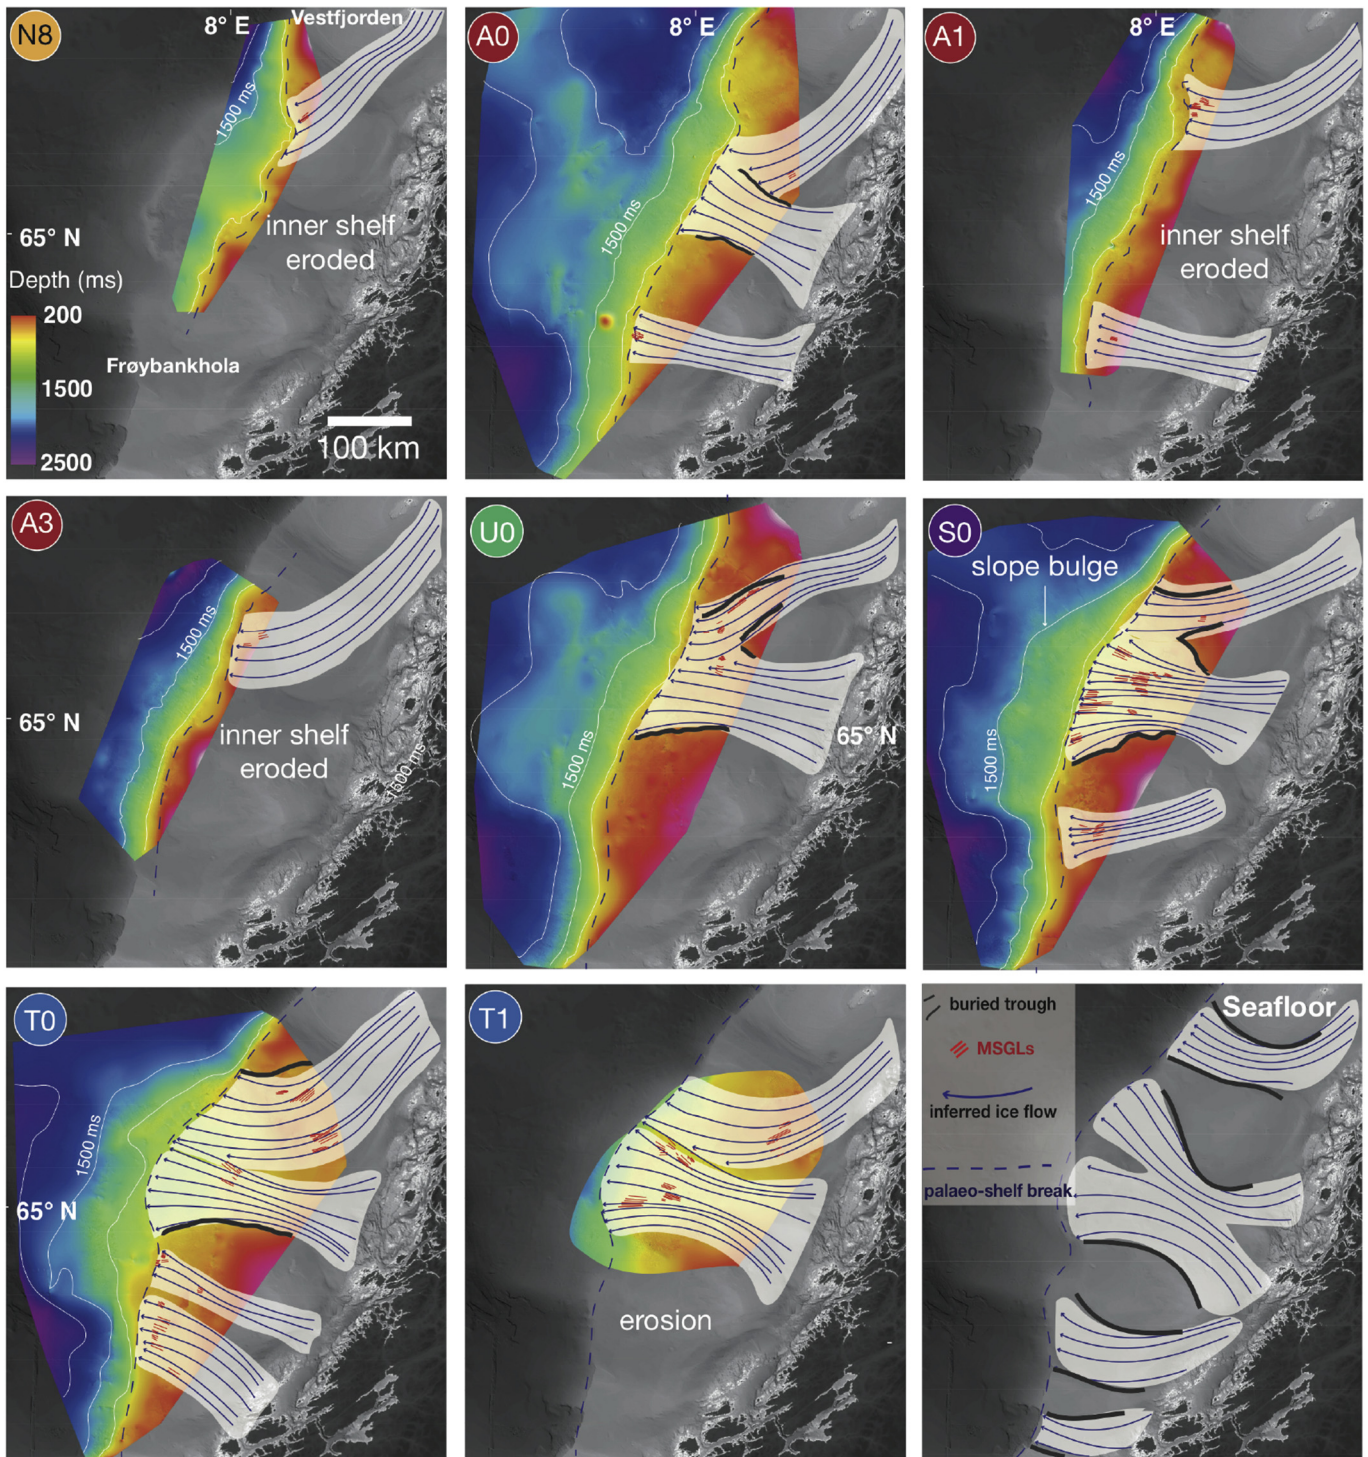 N8
8° E
Vestfjorden
1500 ms
65° N
inner shelf
eroded
Depth (ms)
200
1500
2500
Frøybankhola
100 km
A0
8° E
1500 ms
A1
8° E
1500 ms
inner shelf
eroded
A3
1500 ms
65° N
inner shelf
eroded
1500 ms
U0
1500 ms
65° N
S0
slope bulge
1500 ms
T0
1500 ms
65° N
T1
erosion
Seafloor
buried trough
MSGLs
inferred ice flow
palaeo-shelf break